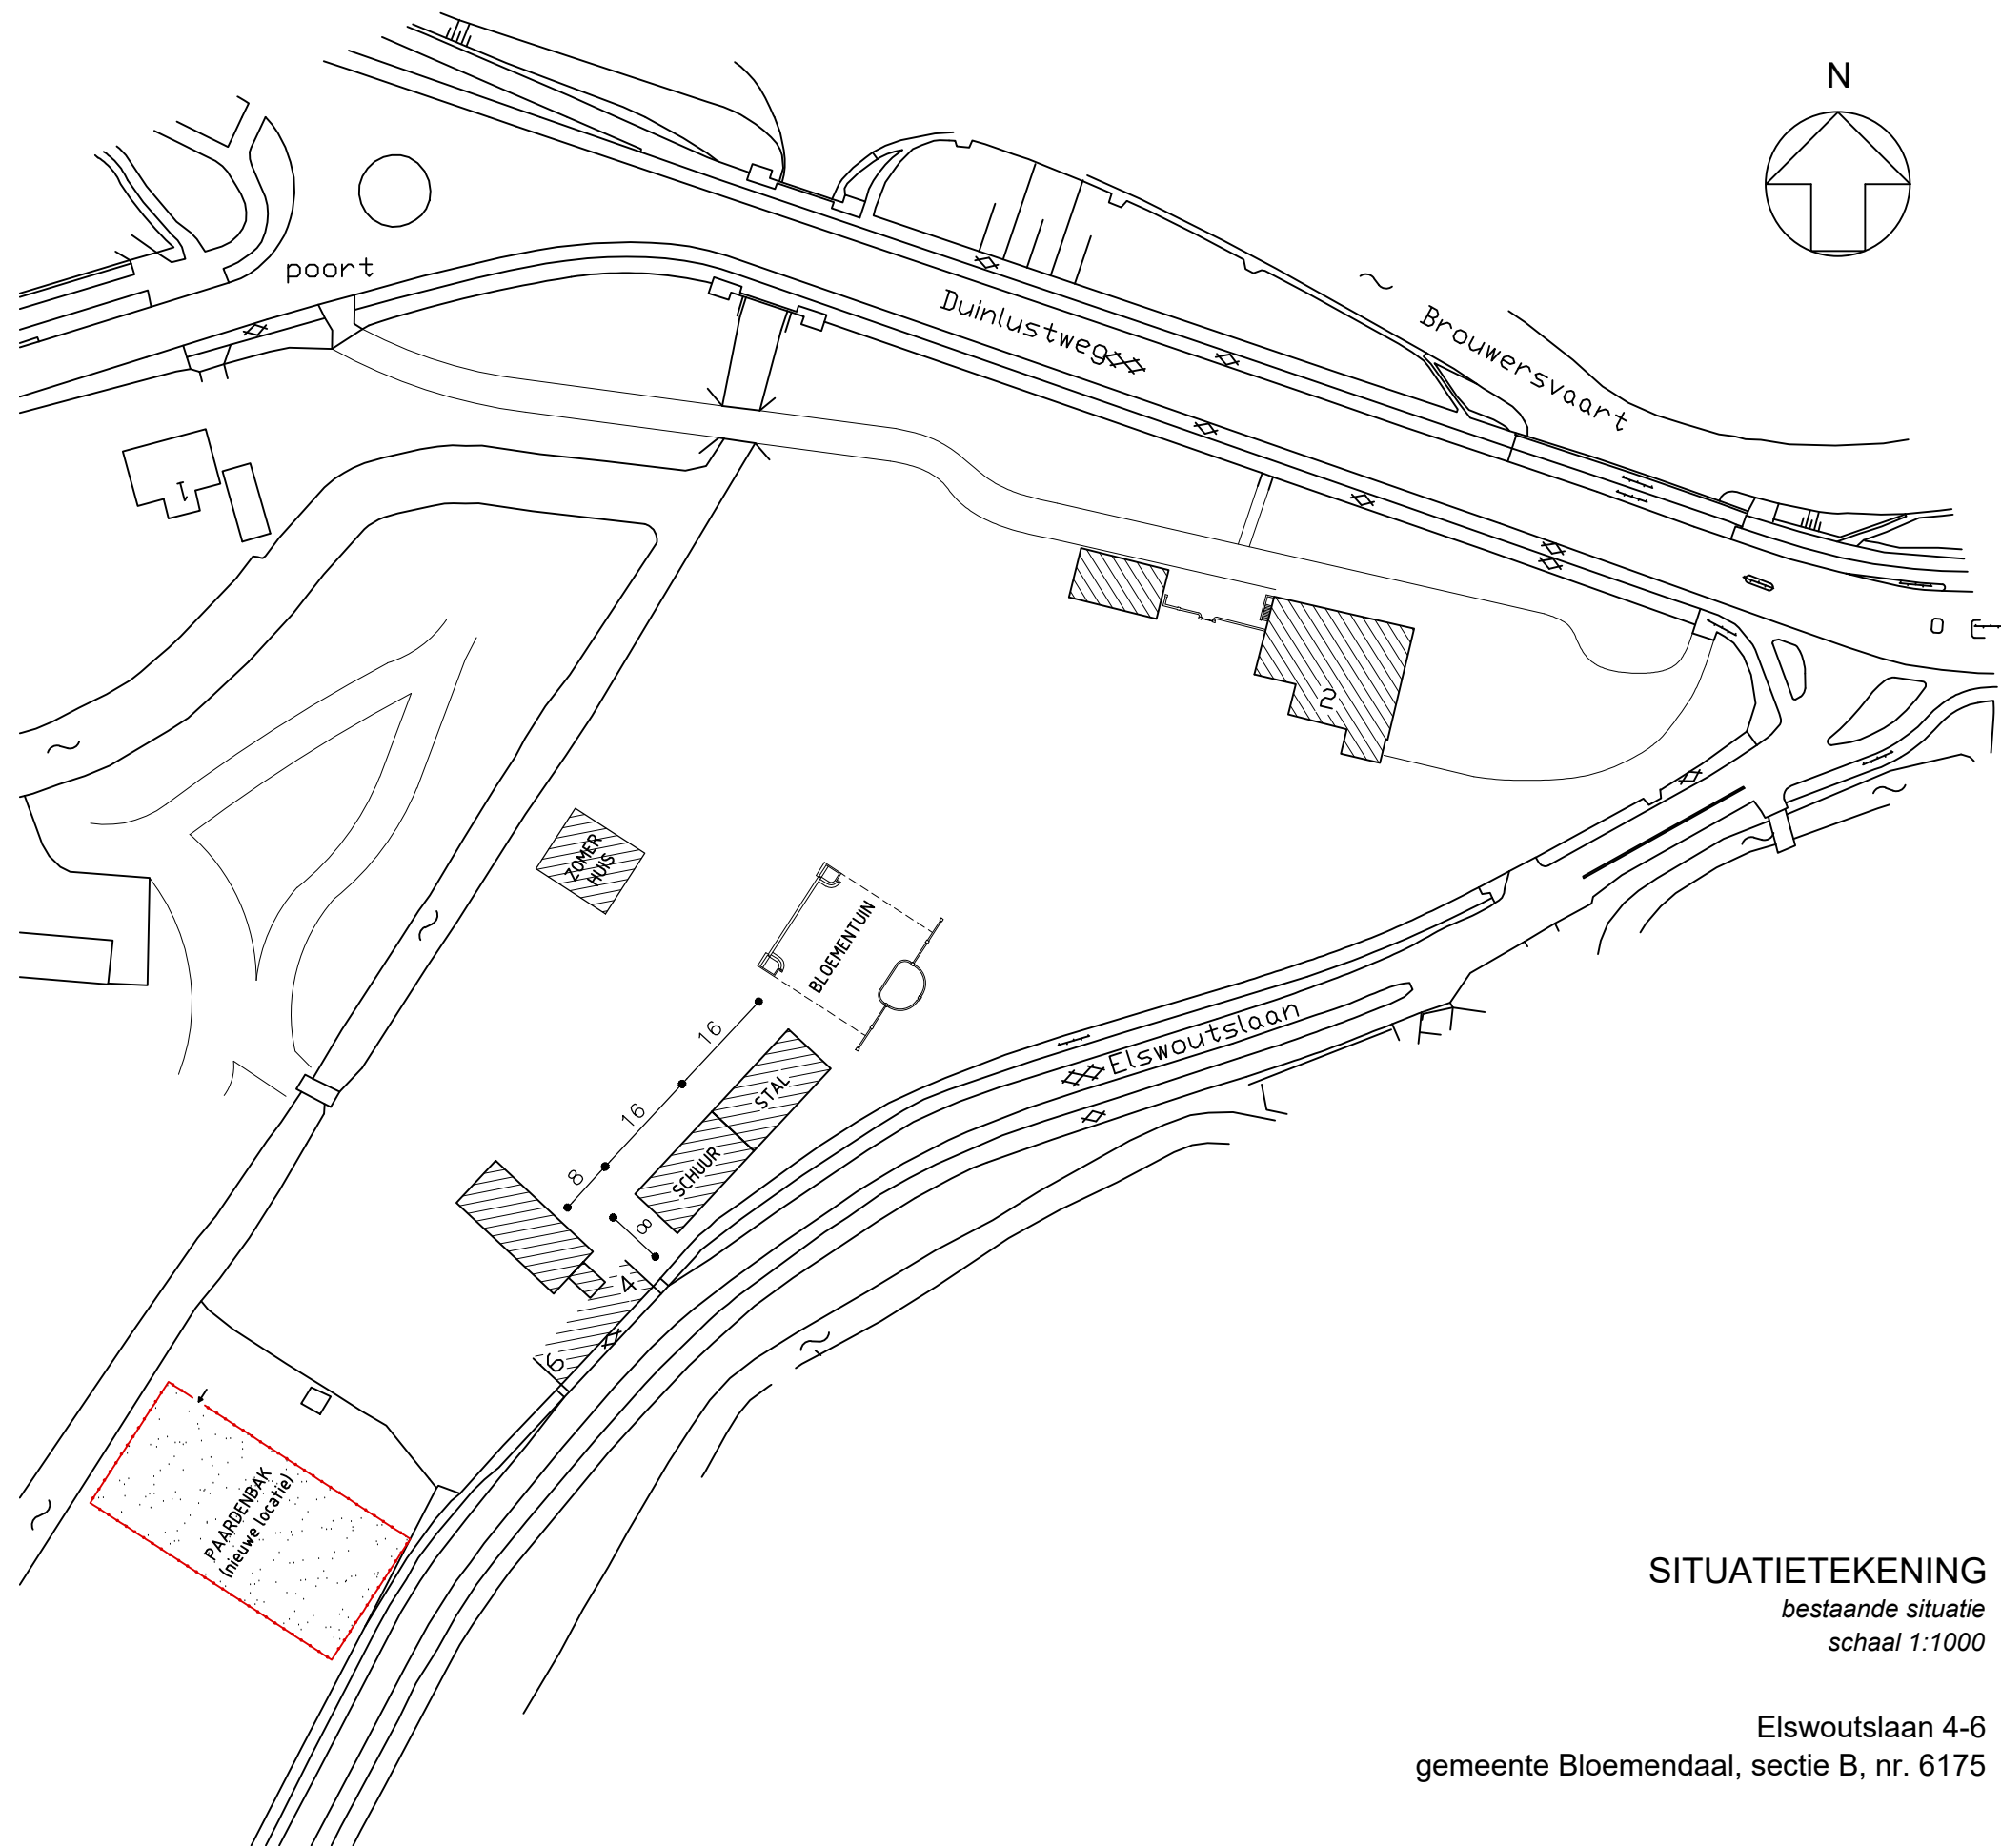 N
poort
Duinlustweg
Brouwersvaart
1
2
ZOMER
HUIS
BLOEMENTUIN
16
16
8
8
STAL
SCHUUR
4
6
Elswoutslaan
PAARDENBAK
(nieuwe locatie)
SITUATIETEKENING
bestaande situatie
schaal 1:1000
Elswoutslaan 4-6
gemeente Bloemendaal, sectie B, nr. 6175